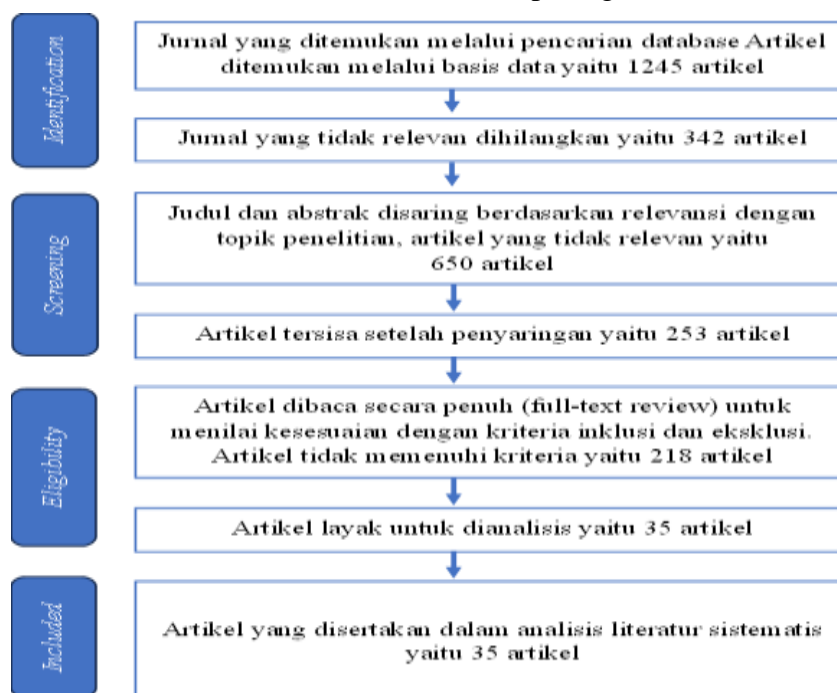 Identification
Jurnal yang ditemukan melalui pencarian database Artikel
ditemukan melalui basis data yaitu 1245 artikel
Jurnal yang tidak relevan dihilangkan yaitu 342 artikel
Screening
Judul dan abstrak disaring berdasarkan relevansi dengan
topik penelitian, artikel yang tidak relevan yaitu
650 artikel
Artikel tersisa setelah penyaringan yaitu 253 artikel
Eligibility
Artikel dibaca secara penuh (full-text review) untuk
menilai kesesuaian dengan kriteria inklusi dan eksklusi.
Artikel tidak memenuhi kriteria yaitu 218 artikel
Artikel layak untuk dianalisis yaitu 35 artikel
Included
Artikel yang disertakan dalam analisis literatur sistematis
yaitu 35 artikel